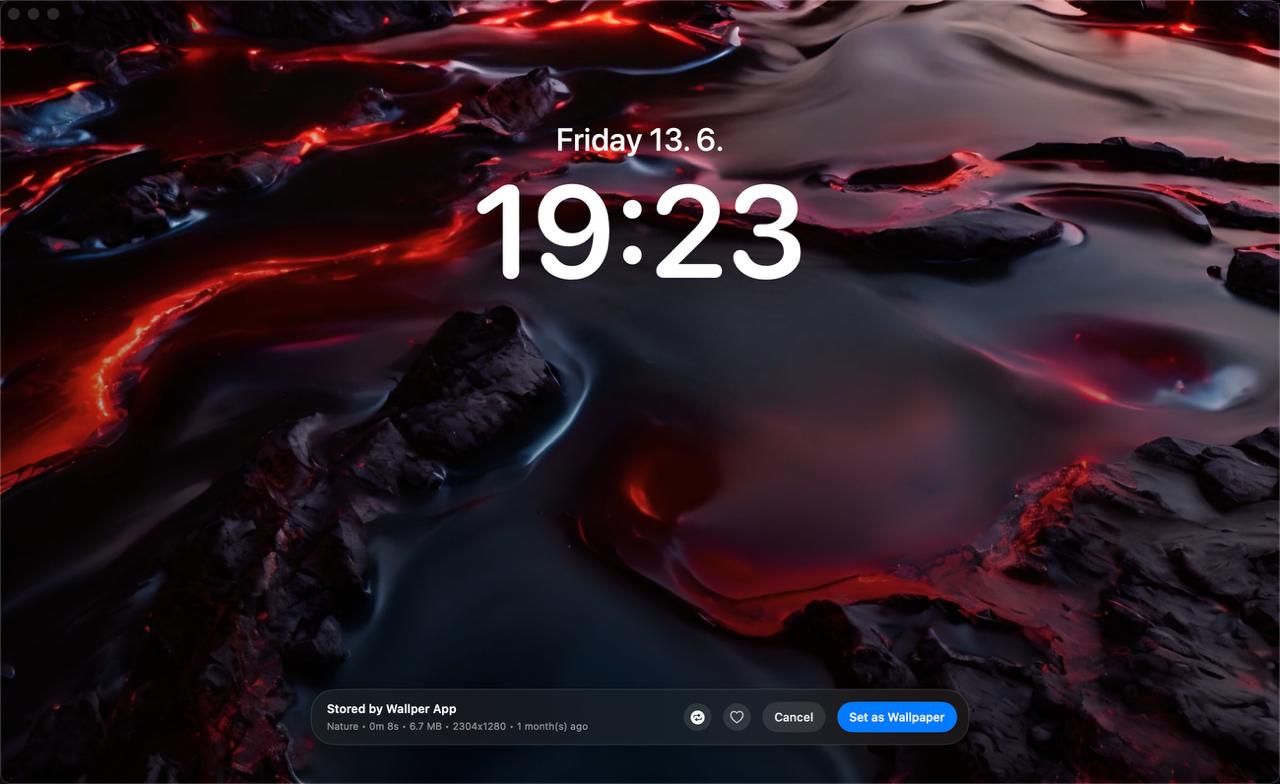 Friday 13. 6.
19:23
Stored by Wallper App
Nature • 0m 8s • 6.7 MB • 2304x1280 • 1 month(s) ago
Cancel
Set as Wallpaper